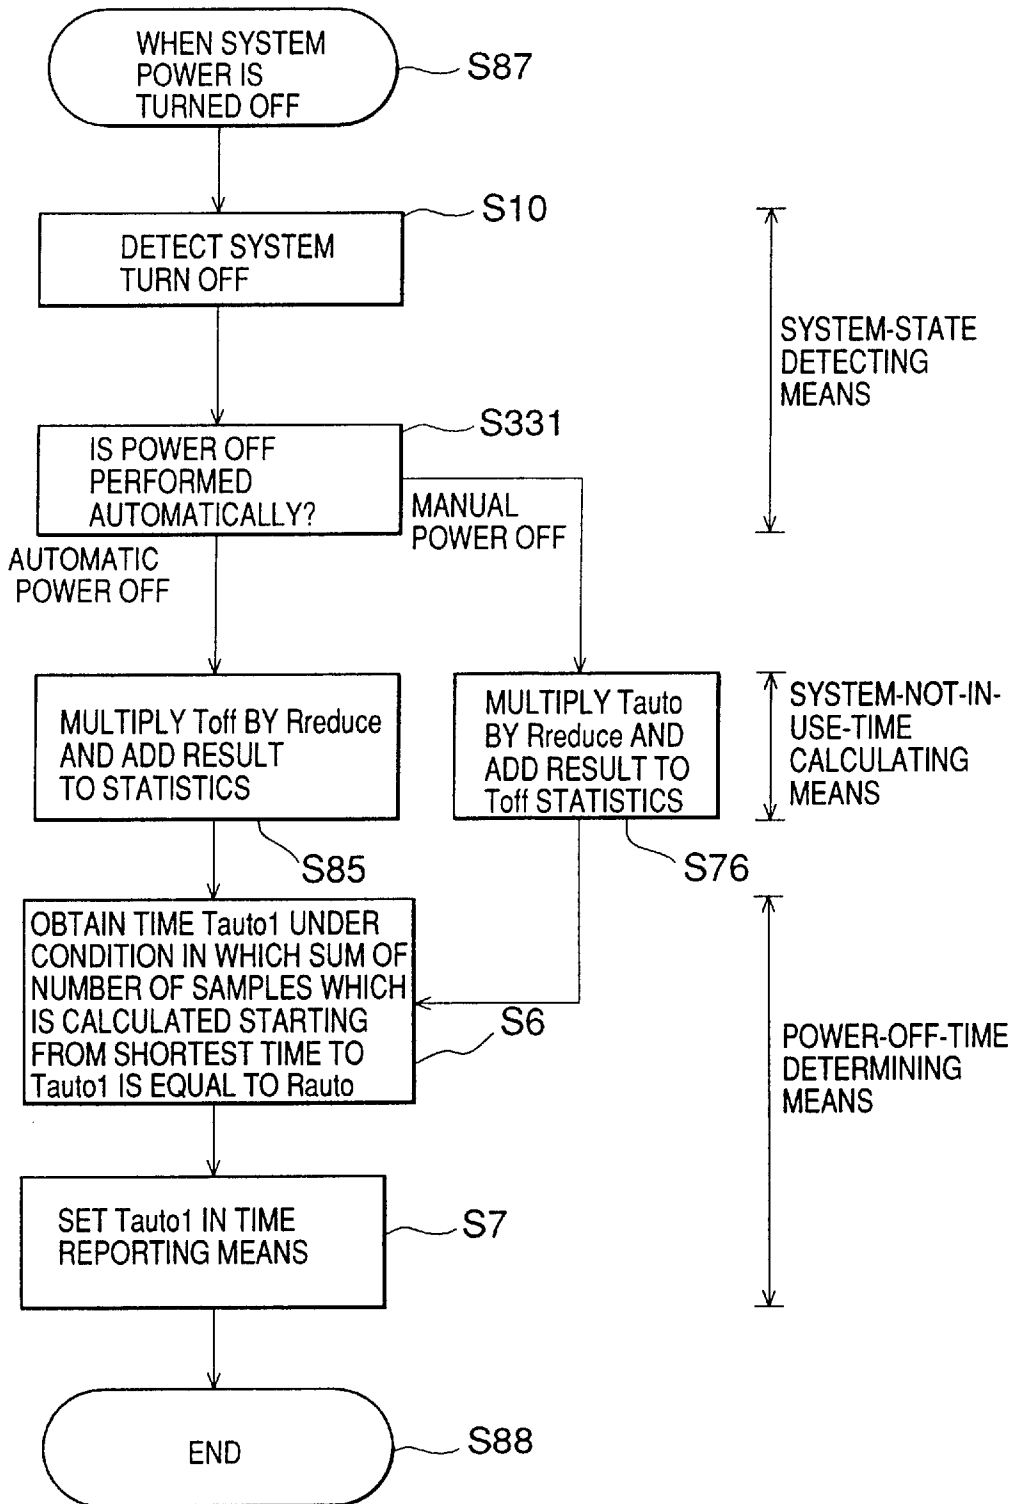 WHEN SYSTEM
POWER IS
TURNED OFF
S87
S10
DETECT SYSTEM
TURN OFF
SYSTEM-STATE
DETECTING
MEANS
S331
IS POWER OFF
PERFORMED
AUTOMATICALLY?
MANUAL
POWER OFF
AUTOMATIC
POWER OFF
MULTIPLY Toff BY Rreduce
AND ADD RESULT
TO STATISTICS
S85
MULTIPLY Tauto
BY Rreduce AND
ADD RESULT TO
Toff STATISTICS
S76
SYSTEM-NOT-IN-
USE-TIME
CALCULATING
MEANS
OBTAIN TIME Tauto1 UNDER
CONDITION IN WHICH SUM OF
NUMBER OF SAMPLES WHICH
IS CALCULATED STARTING
FROM SHORTEST TIME TO
Tauto1 IS EQUAL TO Rauto
S6
POWER-OFF-TIME
DETERMINING
MEANS
SET Tauto1 IN TIME
REPORTING MEANS
S7
END
S88